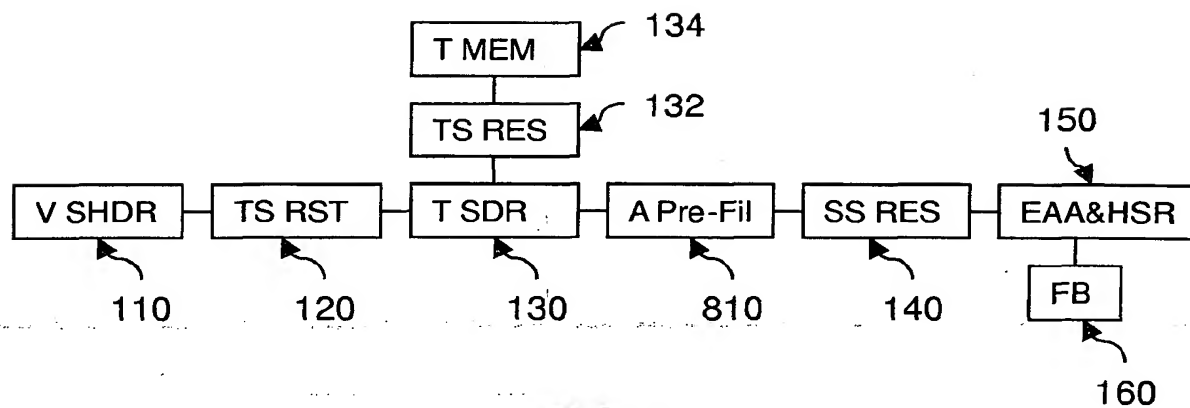 T MEM
134
TS RES
132
150
V SHDR
TS RST
T SDR
A Pre-Fil
SS RES
EAA&HSR
110
120
130
810
140
FB
160